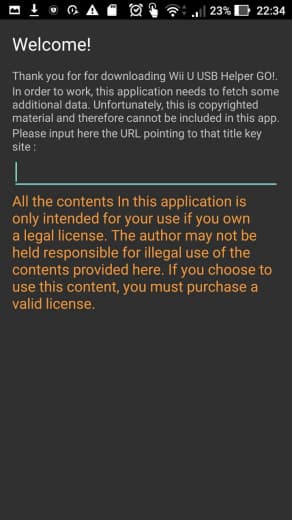 23% 22:34
Welcome!
Thank you for for downloading Wii U USB Helper GO!.
In order to work, this application needs to fetch some
additional data. Unfortunately, this is copyrighted
material and therefore cannot be included in this app.
Please input here the URL pointing to that title key
site :
All the contents In this application is
only intended for your use if you own
a legal license. The author may not be
held responsible for illegal use of the
contents provided here. If you choose to
use this content, you must purchase a
valid license.